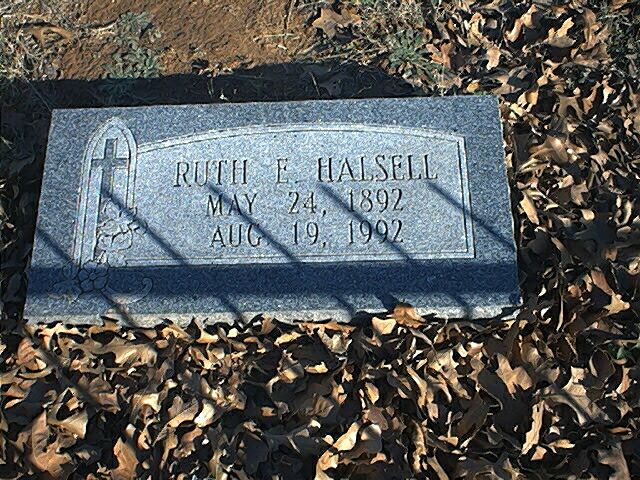 RUTH E. HALSELL
MAY 24, 1892
AUG 19, 1992